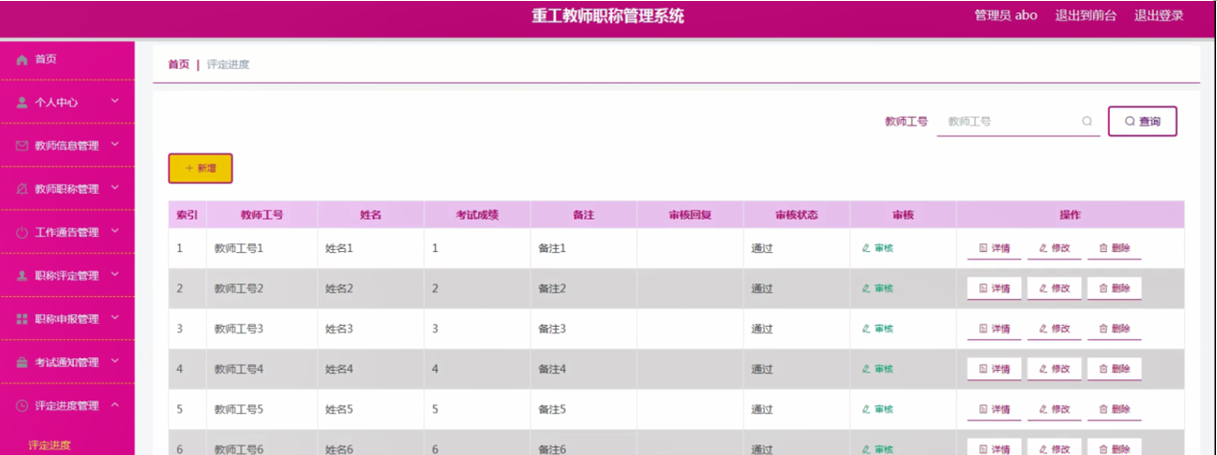 重工教师职称管理系统 管理员 abo 退出到前台 退出登录
首页
个人中心
教师信息管理
教师职称管理
工作通告管理
职称评定管理
职称申报管理
考试通知管理
评定进度管理
评定进度
首页 | 评定进度
教师工号 教师工号 查询
+ 新增
索引 教师工号 姓名 考试成绩 备注 审核回复 审核状态 审核 操作
1 教师工号1 姓名1 1 备注1 通过 审核 详情 修改 删除
2 教师工号2 姓名2 2 备注2 通过 审核 详情 修改 删除
3 教师工号3 姓名3 3 备注3 通过 审核 详情 修改 删除
4 教师工号4 姓名4 4 备注4 通过 审核 详情 修改 删除
5 教师工号5 姓名5 5 备注5 通过 审核 详情 修改 删除
6 教师工号6 姓名6 6 备注6 通过 审核 详情 修改 删除